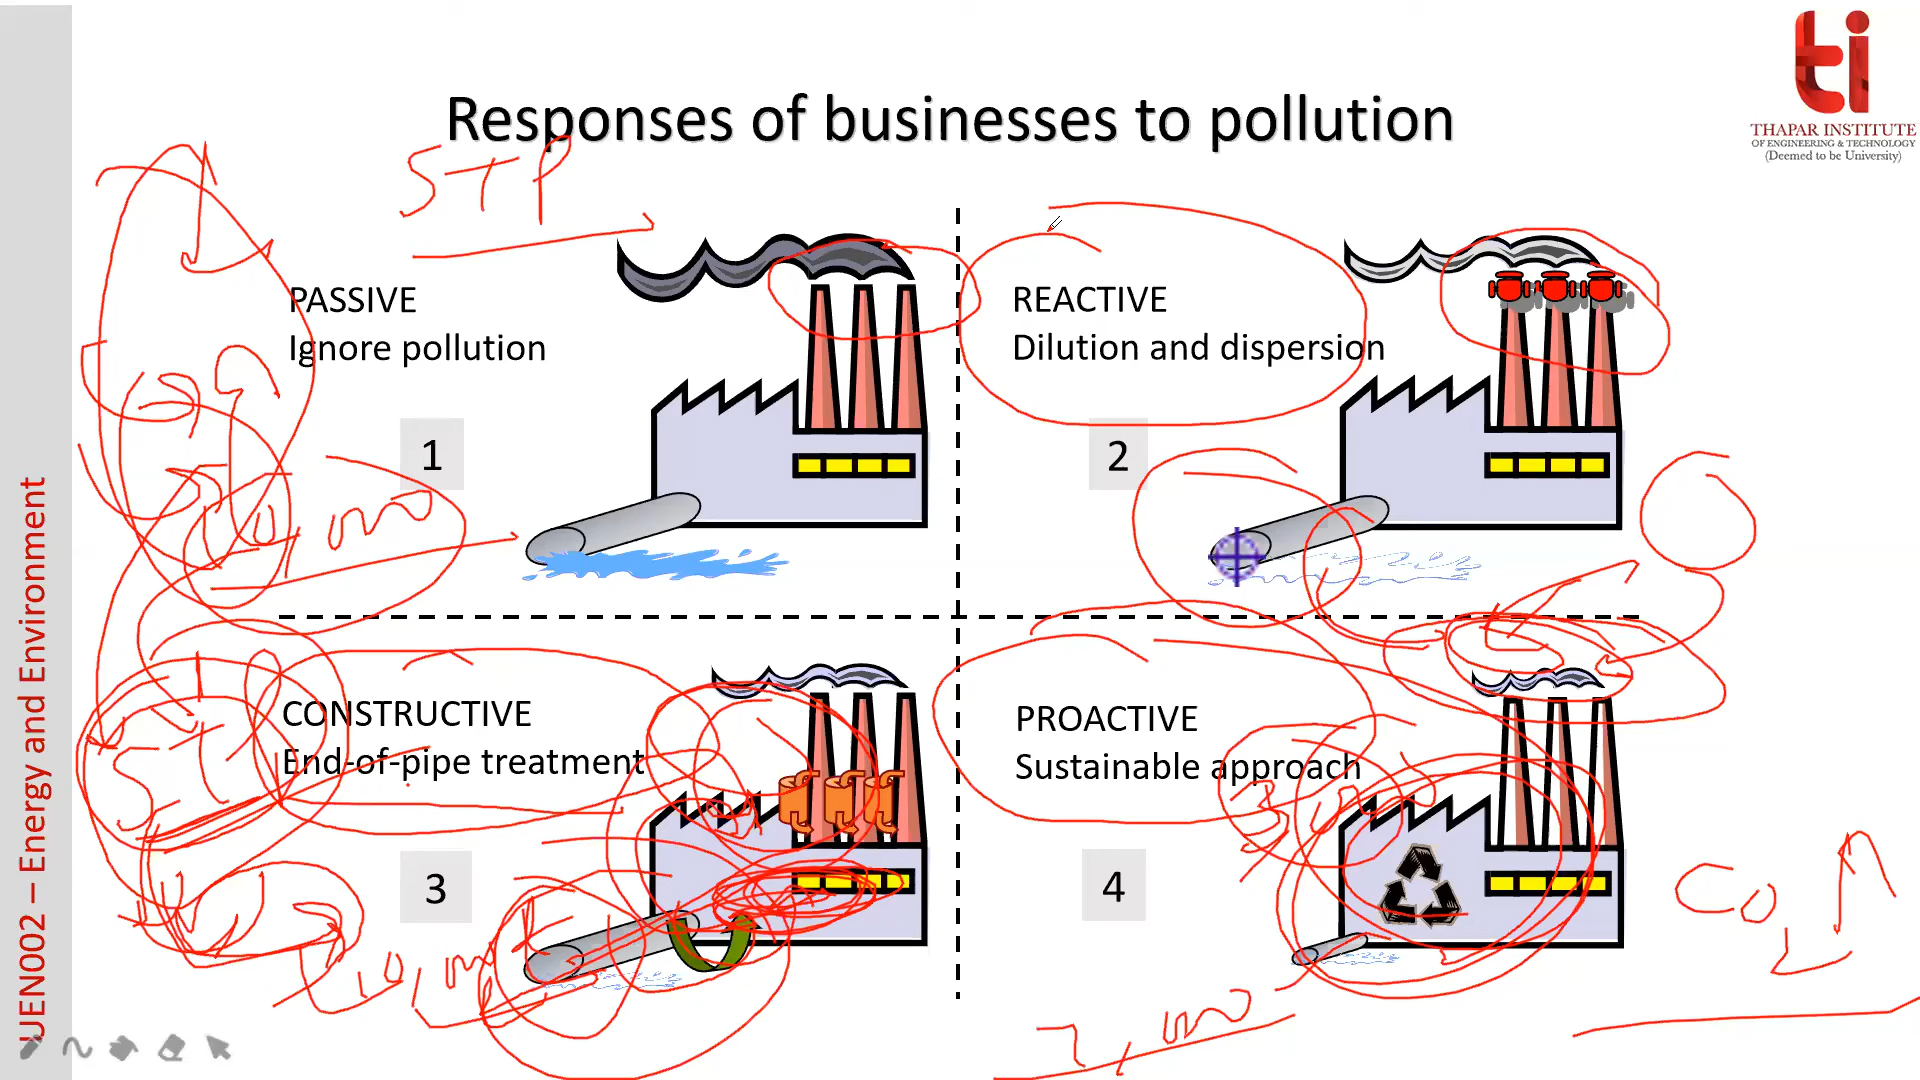 Responses of businesses to pollution
ti
THAPAR INSTITUTE
OF ENGINEERING & TECHNOLOGY
(Deemed to be University)
STP
PASSIVE
Ignore pollution
1
REACTIVE
Dilution and dispersion
2
CONSTRUCTIVE
End-of-pipe treatment
3
PROACTIVE
Sustainable approach
4
UEN002 – Energy and Environment